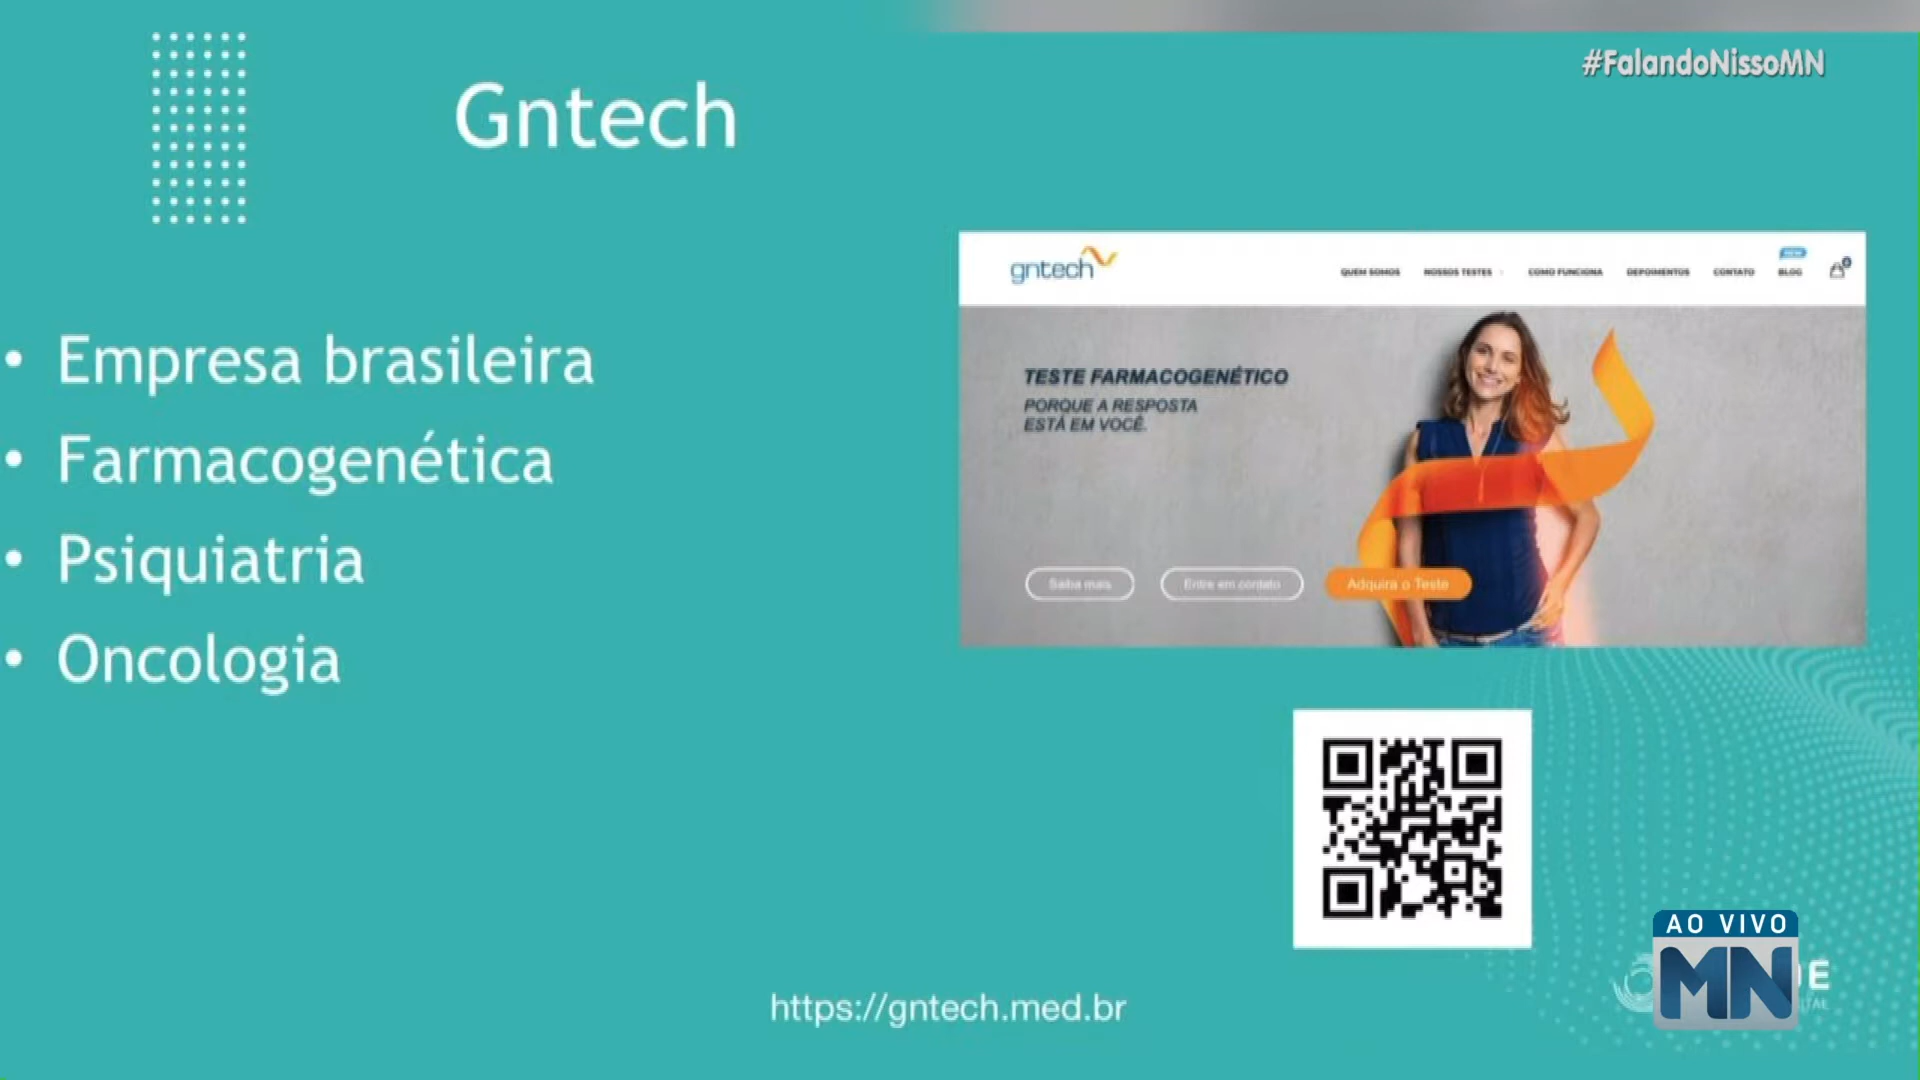 #FalandoNissoMN
Gntech
gntech
QUEM SOMOS NOSSOS TESTES COMO FUNCIONA DEPOIMENTOS CONTATO BLOG
TESTE FARMACOGENÉTICO
PORQUE A RESPOSTA
ESTÁ EM VOCÊ.
Saiba mais Entre em contato Adquira o Teste
• Empresa brasileira
• Farmacogenética
• Psiquiatria
• Oncologia
AO VIVO
MN
https://gntech.med.br